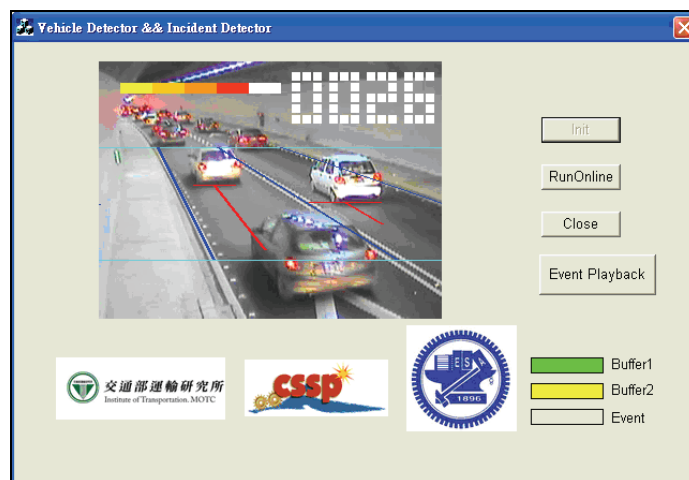 Vehicle Detector && Incident Detector
0026
Init
RunOnline
Close
Event Playback
交通部運輸研究所
Institute of Transportation, MOTC
cssp
ES
1896
Buffer1
Buffer2
Event